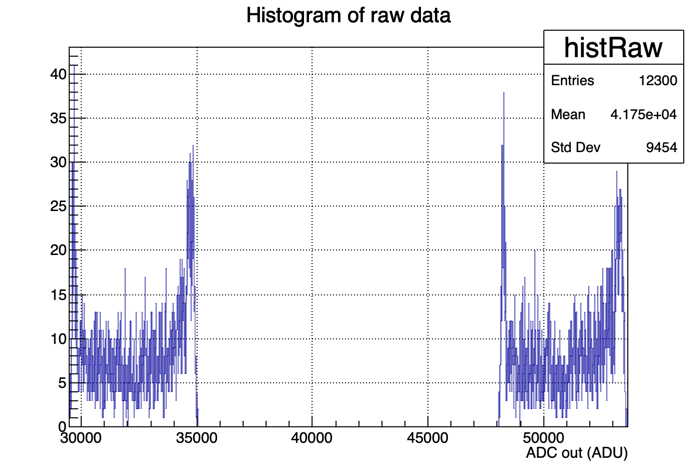 Histogram of raw data
histRaw
Entries 12300
Mean 4.175e+04
Std Dev 9454
40
35
30
25
20
15
10
5
0
30000 35000 40000 45000 50000
ADC out (ADU)